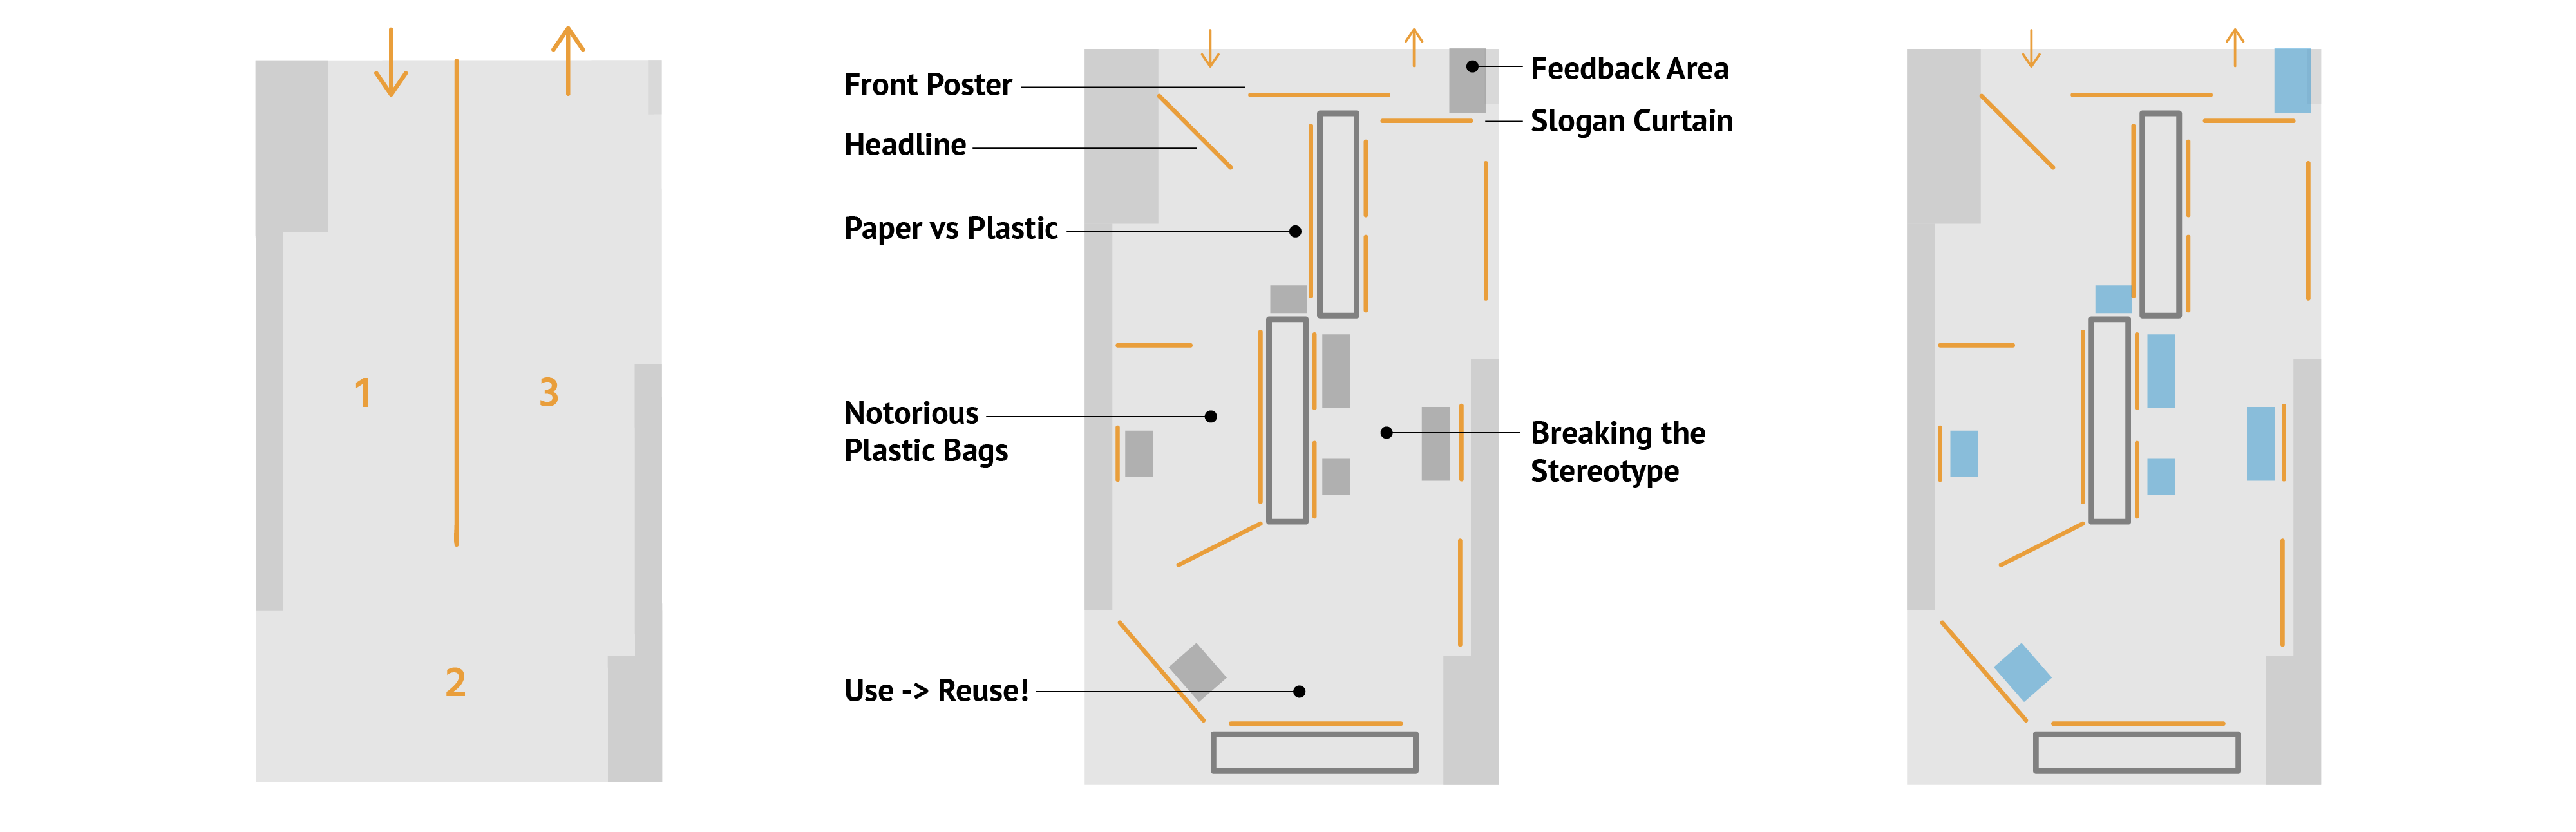 1
3
2
Front Poster
Headline
Paper vs Plastic
Notorious
Plastic Bags
Use -> Reuse!
Feedback Area
Slogan Curtain
Breaking the
Stereotype